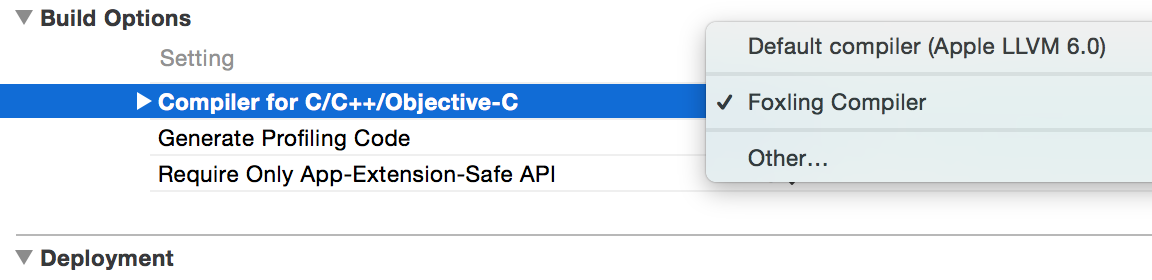 Build Options
Setting
Default compiler (Apple LLVM 6.0)
Compiler for C/C++/Objective-C
Foxling Compiler
Generate Profiling Code
Other...
Require Only App-Extension-Safe API
Deployment